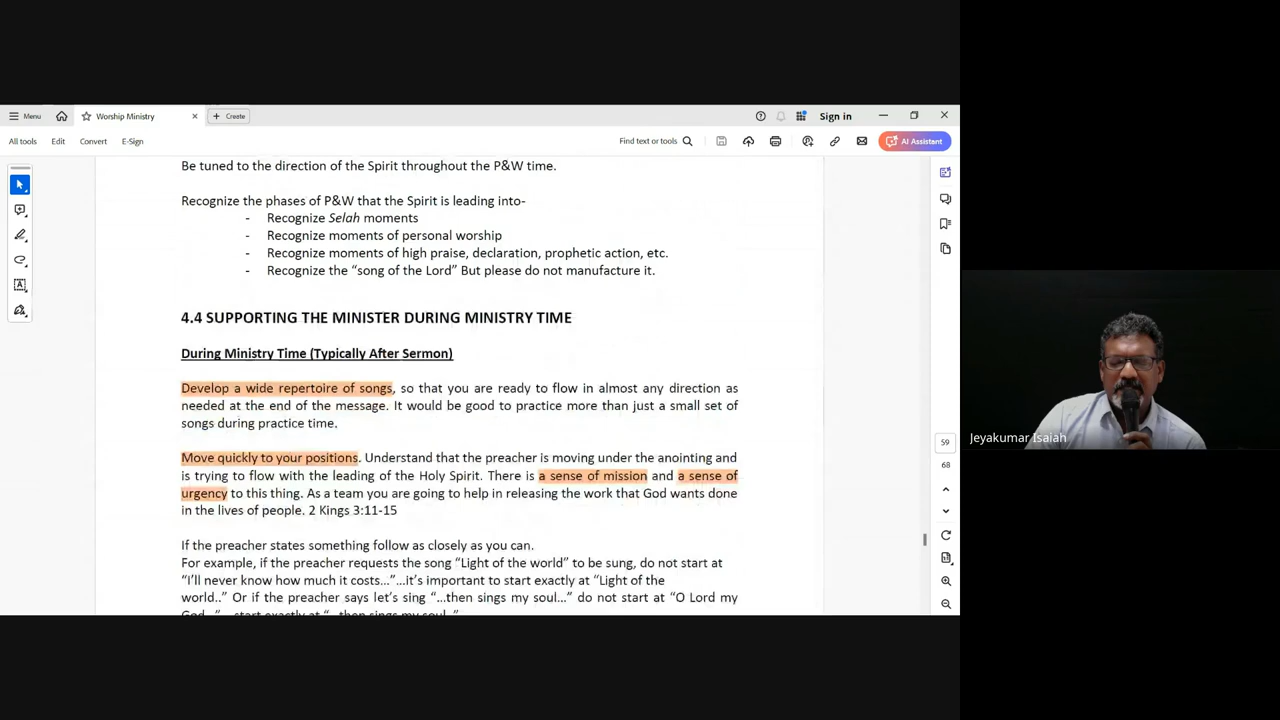 Menu
Worship Ministry
Create
Sign in
All tools
Edit
Convert
E-Sign
Find text or tools
AI Assistant
Be tuned to the direction of the Spirit throughout the P&W time.
Recognize the phases of P&W that the Spirit is leading into-
- Recognize Selah moments
- Recognize moments of personal worship
- Recognize moments of high praise, declaration, prophetic action, etc.
- Recognize the “song of the Lord” But please do not manufacture it.
4.4 SUPPORTING THE MINISTER DURING MINISTRY TIME
During Ministry Time (Typically After Sermon)
Develop a wide repertoire of songs, so that you are ready to flow in almost any direction as
needed at the end of the message. It would be good to practice more than just a small set of
songs during practice time.
Move quickly to your positions. Understand that the preacher is moving under the anointing and
is trying to flow with the leading of the Holy Spirit. There is a sense of mission and a sense of
urgency to this thing. As a team you are going to help in releasing the work that God wants done
in the lives of people. 2 Kings 3:11-15
If the preacher states something follow as closely as you can.
For example, if the preacher requests the song “Light of the world” to be sung, do not start at
“I’ll never know how much it costs...”...it’s important to start exactly at “Light of the
world..” Or if the preacher says let’s sing “...then sings my soul...” do not start at “O Lord my
God...”... start exactly at “...then sings my soul..”
59
68
Jeyakumar Isaiah